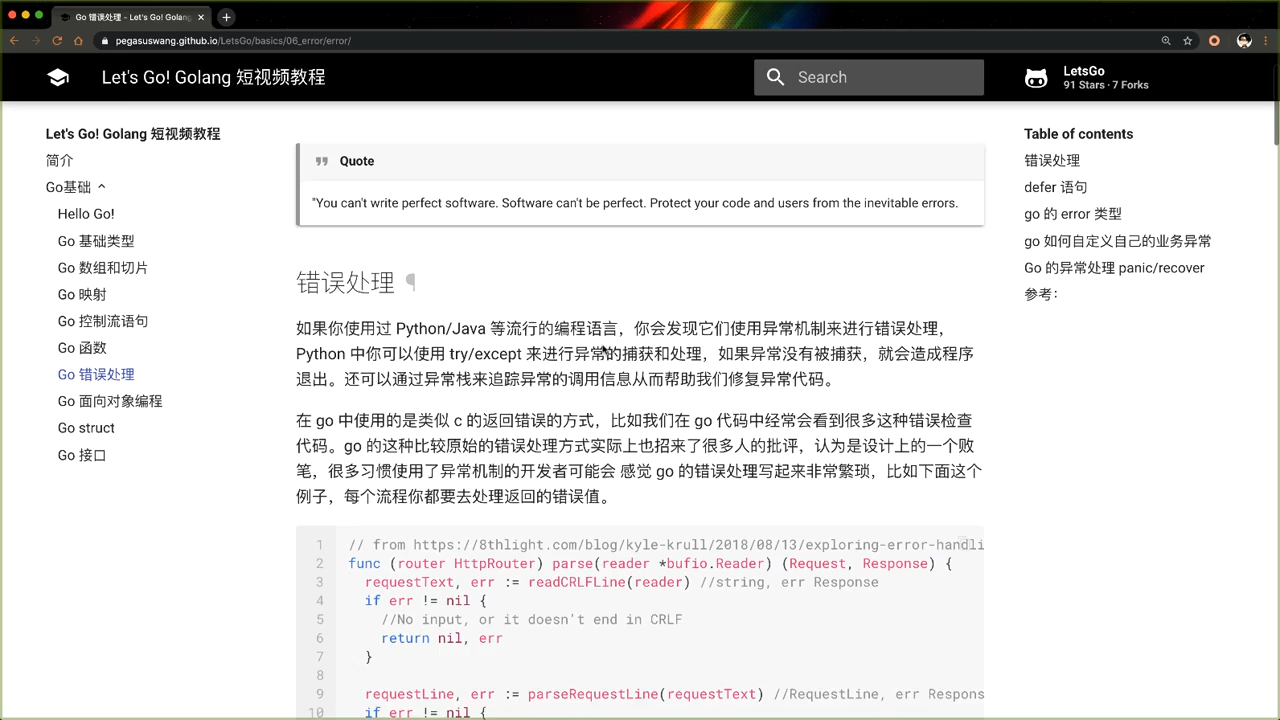 Go 错误处理 - Let's Go! Golang
pegasuswang.github.io/LetsGo/basics/06_error/error/
Let's Go! Golang 短视频教程
Search
LetsGo
91 Stars · 7 Forks
Let's Go! Golang 短视频教程
简介
Go基础
Hello Go!
Go 基础类型
Go 数组和切片
Go 映射
Go 控制流语句
Go 函数
Go 错误处理
Go 面向对象编程
Go struct
Go 接口
Quote
"You can't write perfect software. Software can't be perfect. Protect your code and users from the inevitable errors.
错误处理 ¶
如果你使用过 Python/Java 等流行的编程语言，你会发现它们使用异常机制来进行错误处理，
Python 中你可以使用 try/except 来进行异常的捕获和处理，如果异常没有被捕获，就会造成程序
退出。还可以通过异常栈来追踪异常的调用信息从而帮助我们修复异常代码。
在 go 中使用的是类似 c 的返回错误的方式，比如我们在 go 代码中经常会看到很多这种错误检查
代码。go 的这种比较原始的错误处理方式实际上也招来了很多人的批评，认为是设计上的一个败
笔，很多习惯使用了异常机制的开发者可能会 感觉 go 的错误处理写起来非常繁琐，比如下面这个
例子，每个流程你都要去处理返回的错误值。
1 // from https://8thlight.com/blog/kyle-krull/2018/08/13/exploring-error-handli
2 func (router HttpRouter) parse(reader *bufio.Reader) (Request, Response) {
3 requestText, err := readCRLFLine(reader) //string, err Response
4 if err != nil {
5 //No input, or it doesn't end in CRLF
6 return nil, err
7 }
8
9 requestLine, err := parseRequestLine(requestText) //RequestLine, err Respons
10 if err != nil {
Table of contents
错误处理
defer 语句
go 的 error 类型
go 如何自定义自己的业务异常
Go 的异常处理 panic/recover
参考：